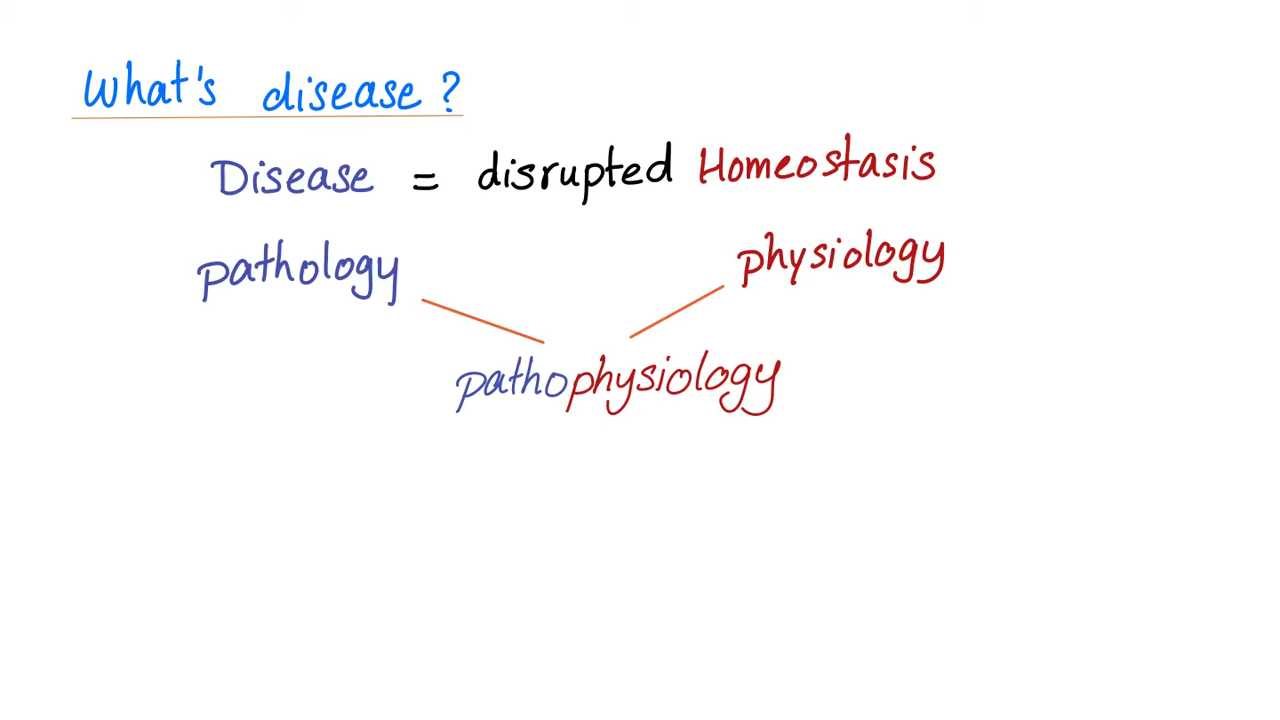 What's disease?
Disease = disrupted Homeostasis
pathology physiology
pathophysiology